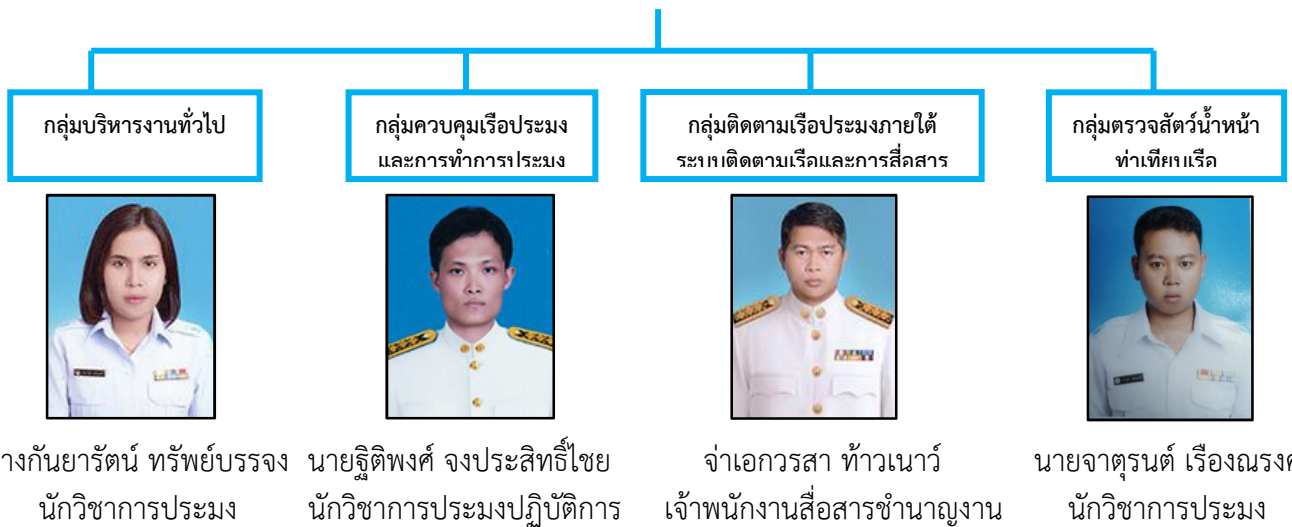 กลุ่มบริหารงานทั่วไป
กลุ่มควบคุมเรือประมง
และการทำการประมง
กลุ่มติดตามเรือประมงภายใต้
ระบบติดตามเรือและการสื่อสาร
กลุ่มตรวจสัตว์น้ำหน้า
ท่าเทียบเรือ
างกันยารัตน์ ทรัพย์บรรจง
นักวิชาการประมง
นายฐิติพงศ์ จงประสิทธิ์ไชย
นักวิชาการประมงปฏิบัติการ
จ่าเอกวรสา ท้าวเนาว์
เจ้าพนักงานสื่อสารชำนาญงาน
นายจาตุรนต์ เรืองณรงค
นักวิชาการประมง